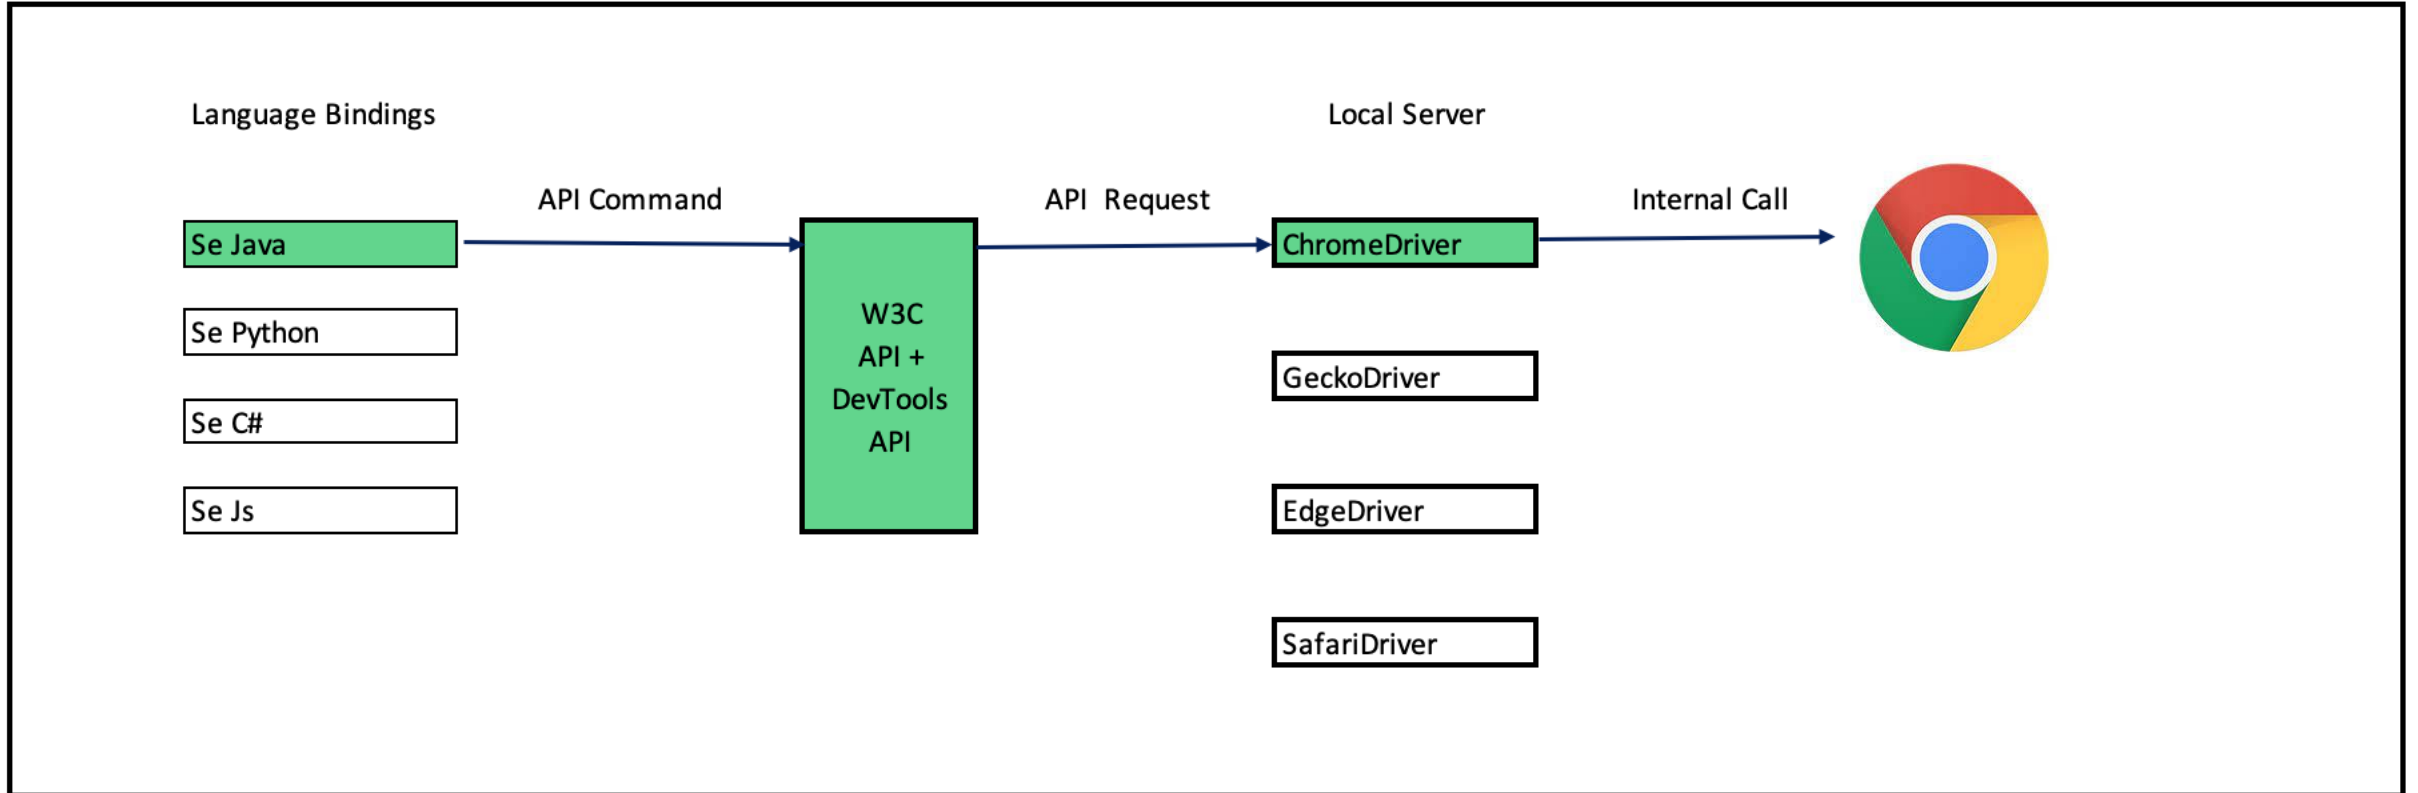 Language Bindings
Local Server
API Command
API Request
Internal Call
Se Java
ChromeDriver
W3C
API +
DevTools
API
Se Python
GeckoDriver
Se C#
Se Js
EdgeDriver
SafariDriver